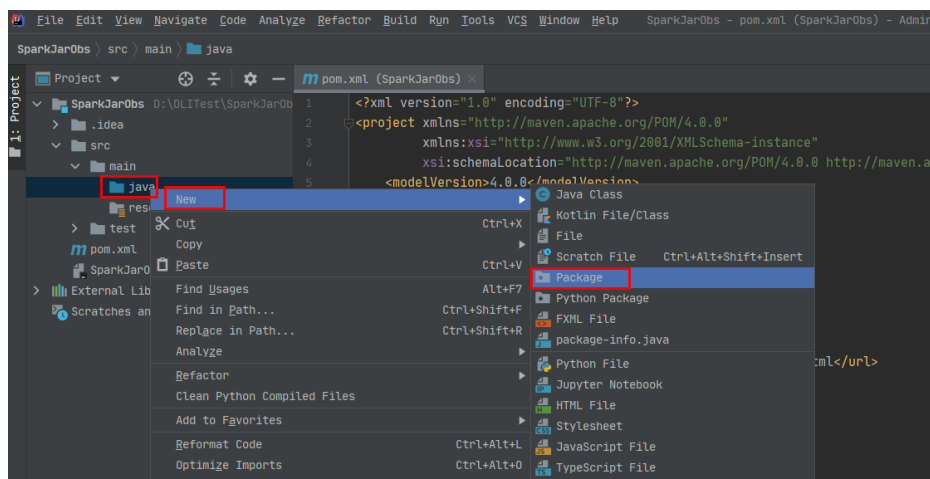 File Edit View Navigate Code Analyze Refactor Build Run Tools VCS Window Help SparkJarObs - pom.xml (SparkJarObs) - Admin
SparkJarObs src main java
1: Project
Project
pom.xml (SparkJarObs)
SparkJarObs D:\DLITest\SparkJarOb
.idea
src
main
java
res
test
pom.xml
SparkJarO
External Lib
Scratches an
1 <?xml version="1.0" encoding="UTF-8"?>
2 <project xmlns="http://maven.apache.org/POM/4.0.0"
3 xmlns:xsi="http://www.w3.org/2001/XMLSchema-instance"
4 xsi:schemaLocation="http://maven.apache.org/POM/4.0.0 http://maven.a
5 <modelVersion>4.0.0</modelVersion>
ml</url>
New
Cut Ctrl+X
Copy
Paste Ctrl+V
Find Usages Alt+F7
Find in Path... Ctrl+Shift+F
Replace in Path... Ctrl+Shift+R
Analyze
Refactor
Clean Python Compiled Files
Add to Favorites
Reformat Code Ctrl+Alt+L
Optimize Imports Ctrl+Alt+O
Java Class
Kotlin File/Class
File
Scratch File Ctrl+Alt+Shift+Insert
Package
Python Package
FXML File
package-info.java
Python File
Jupyter Notebook
HTML File
Stylesheet
JavaScript File
TypeScript File